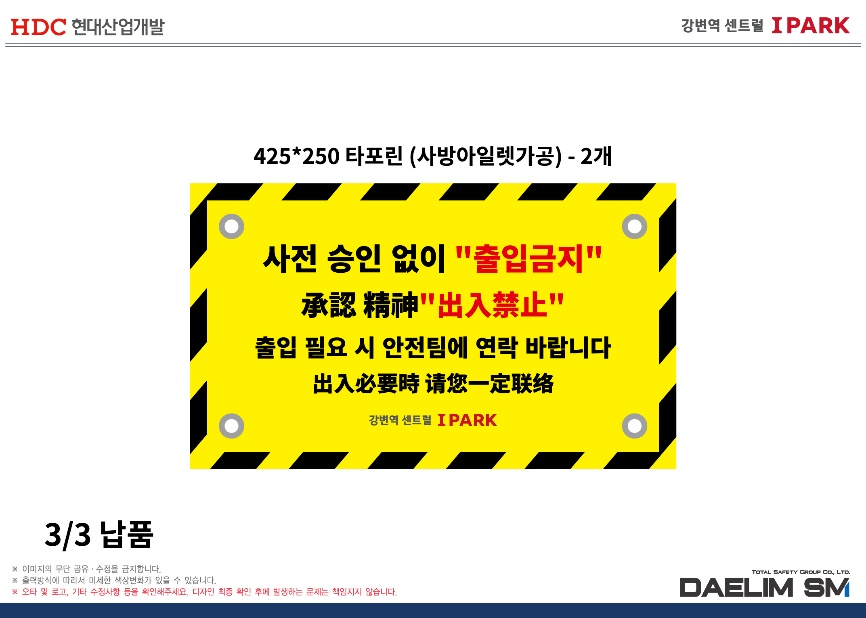 HDC 현대산업개발
강변역 센트럴 I PARK
425*250 타포린 (사방아일렛가공) - 2개
사전 승인 없이 "출입금지"
承認 精神"出入禁止"
출입 필요 시 안전팀에 연락 바랍니다
出入必要時 请您一定联络
강변역 센트럴 I PARK
3/3 납품
※ 이미지의 무단 공유 · 수정을 금지합니다.
※ 출력방식에 따라서 미세한 색상변화가 있을 수 있습니다.
※ 오타 및 로고, 기타 수정사항 등을 확인해주세요. 디자인 최종 확인 후에 발생하는 문제는 책임지지 않습니다.
TOTAL SAFETY GROUP CO., LTD.
DAELIM SM